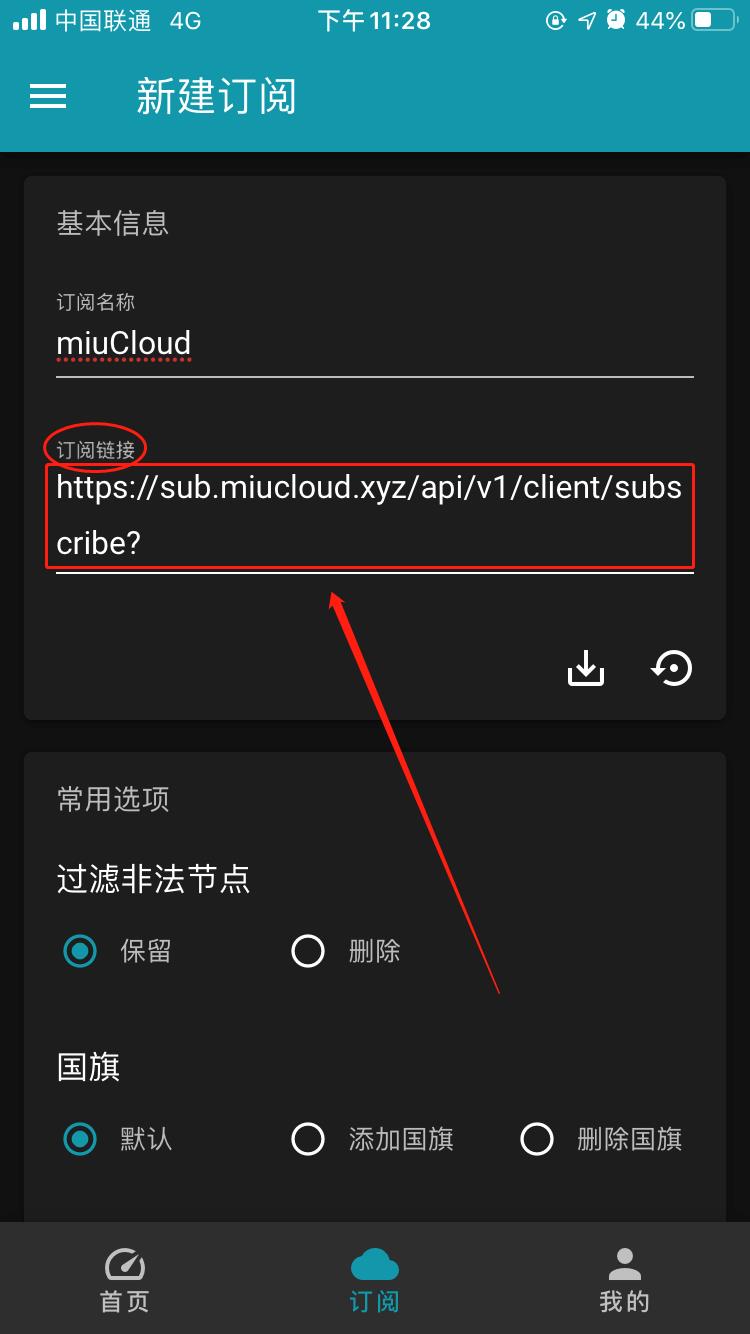 中国联通 4G 下午11:28 44%
新建订阅
基本信息
订阅名称
miuCloud
订阅链接
https://sub.miucloud.xyz/api/v1/client/subs
cribe?
常用选项
过滤非法节点
保留 删除
国旗
默认 添加国旗 删除国旗
首页 订阅 我的